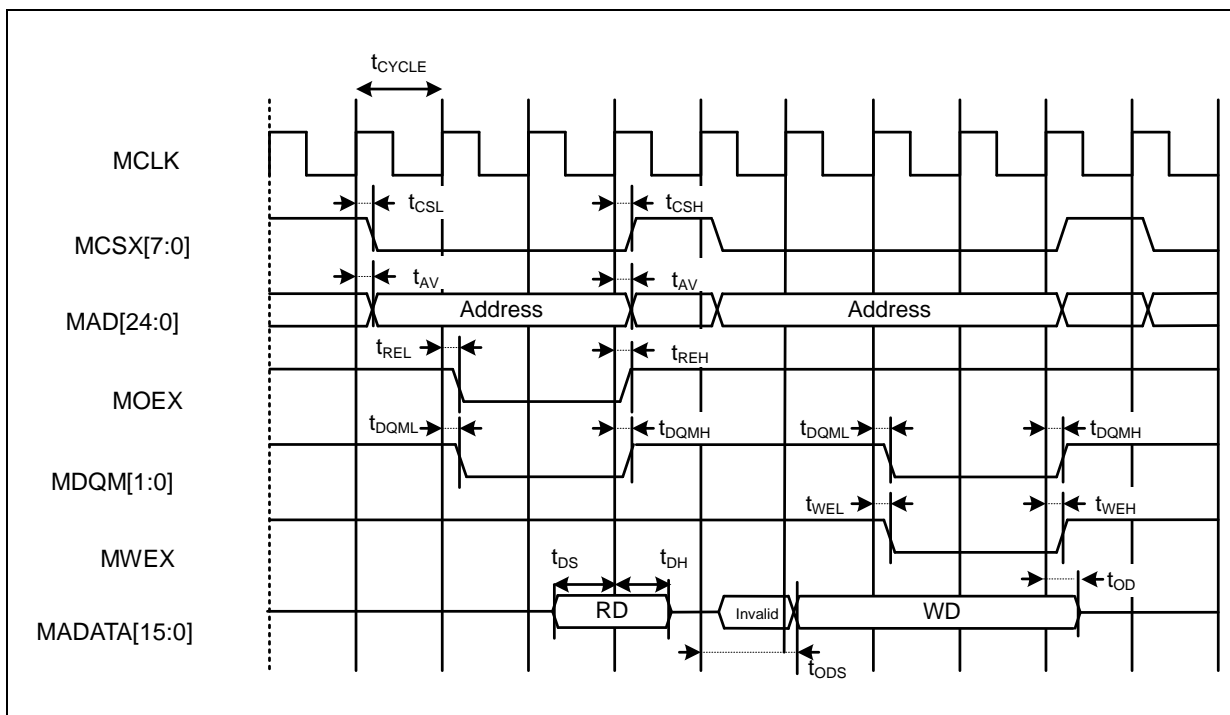 tCYCLE
MCLK
tCSL
tCSH
MCSX[7:0]
tAV
tAV
Address
Address
MAD[24:0]
tREL
tREH
MOEX
tDQML
tDQMH
tDQML
tDQMH
MDQM[1:0]
tWEL
tWEH
MWEX
tDS
tDH
tOD
RD
Invalid
WD
MADATA[15:0]
tODS